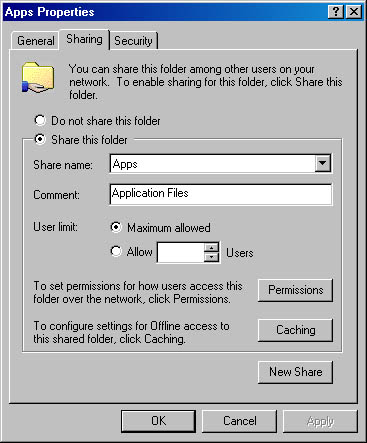 Apps Properties
General Sharing Security
You can share this folder among other users on your
network. To enable sharing for this folder, click Share this
folder.
Do not share this folder
Share this folder
Share name: Apps
Comment: Application Files
User limit: Maximum allowed
Allow Users
To set permissions for how users access this
folder over the network, click Permissions.
Permissions
To configure settings for Offline access to
this shared folder, click Caching.
Caching
New Share
OK Cancel Apply